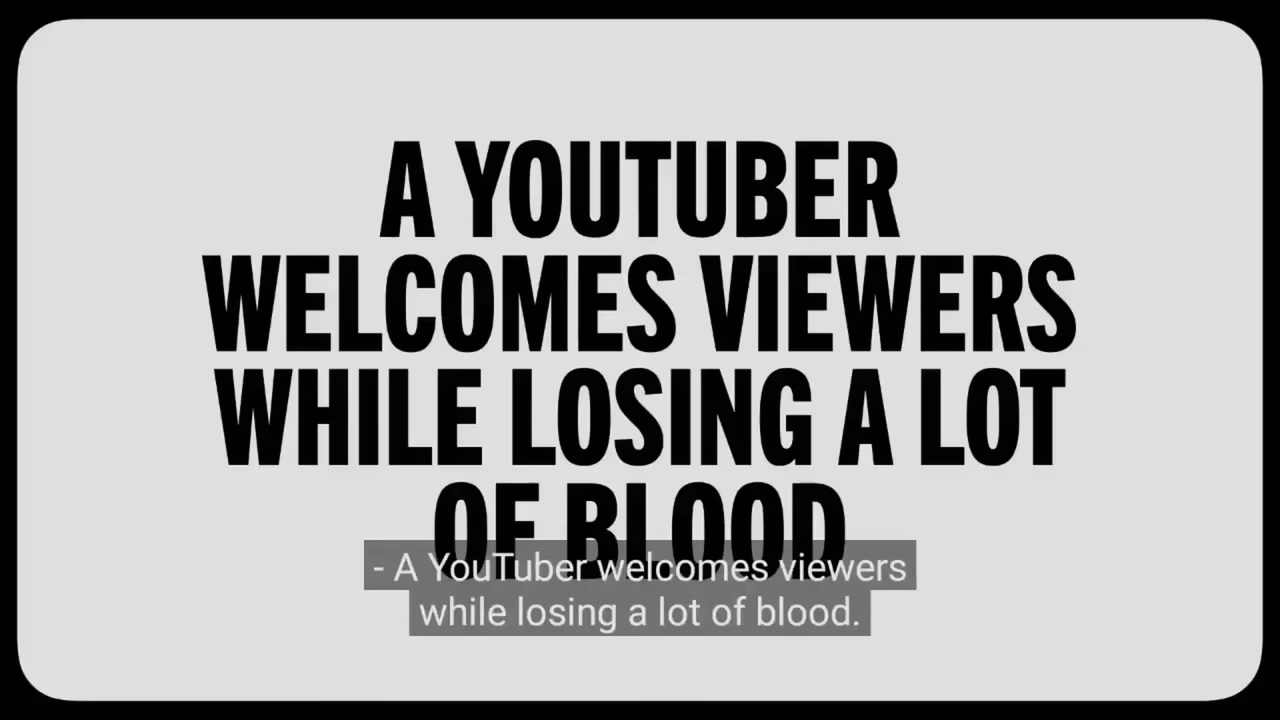 A YOUTUBER
WELCOMES VIEWERS
WHILE LOSING A LOT
OF BLOOD
- A YouTuber welcomes viewers
while losing a lot of blood.